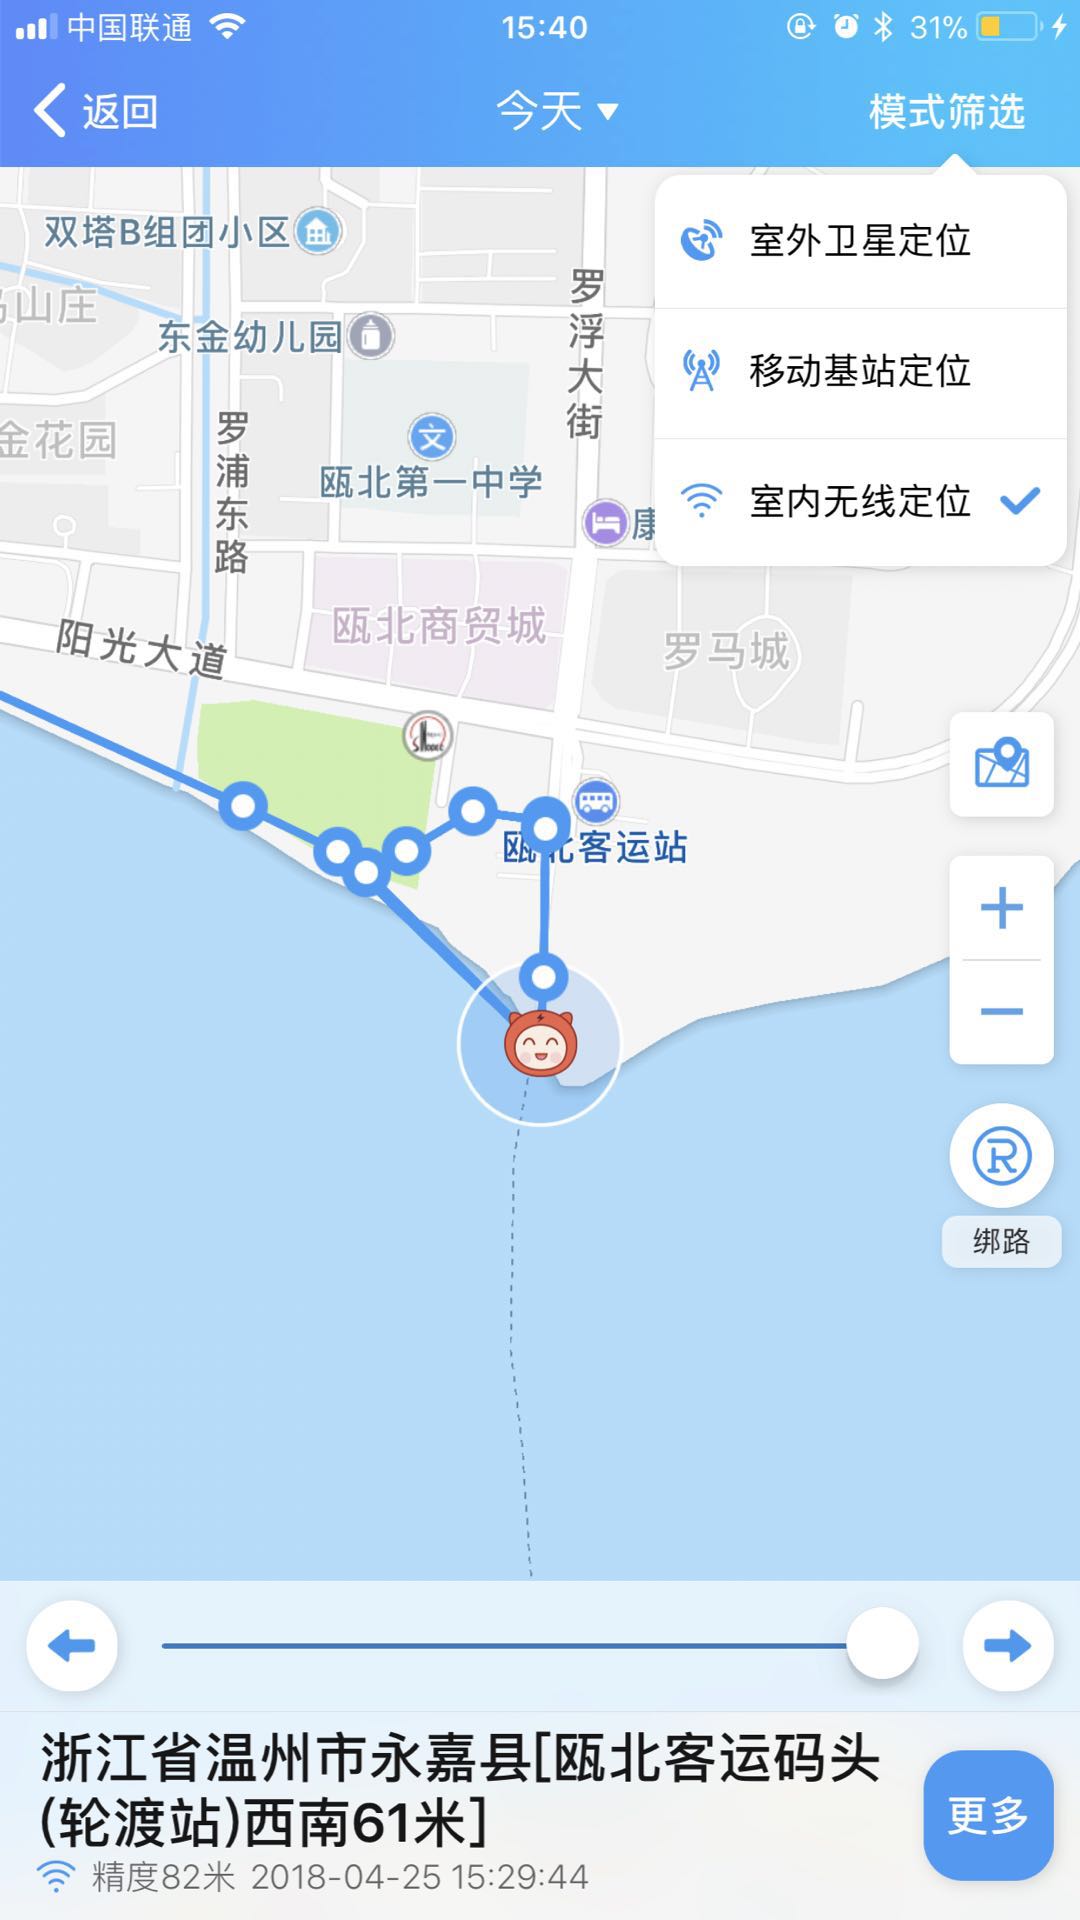 中国联通
15:40
31%
返回
今天
模式筛选
室外卫星定位
移动基站定位
室内无线定位
双塔B组团小区
山庄
东金幼儿园
罗浮大街
金花园
罗浦东路
文
瓯北第一中学
康
瓯北商贸城
罗马城
阳光大道
瓯北客运站
R
绑路
浙江省温州市永嘉县[瓯北客运码头
(轮渡站)西南61米]
更多
精度82米 2018-04-25 15:29:44